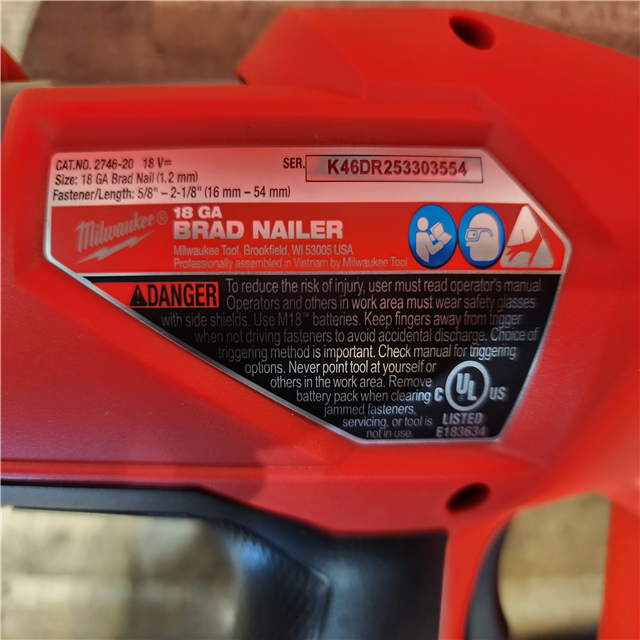 CAT.NO. 2746-20 18 V⎓
SER. K46DR253303554
Size: 18 GA Brad Nail (1.2 mm)
Fastener/Length: 5/8" – 2-1/8" (16 mm – 54 mm)
Milwaukee®
18 GA
BRAD NAILER
Milwaukee Tool, Brookfield, WI 53005 USA
Professionally assembled in Vietnam by Milwaukee Tool
DANGER To reduce the risk of injury, user must read operator's manual.
Operators and others in work area must wear safety glasses
with side shields. Use M18™ batteries. Keep fingers away from trigger
when not driving fasteners to avoid accidental discharge. Choice of
triggering method is important. Check manual for triggering
options. Never point tool at yourself or
others in the work area. Remove
battery pack when clearing
jammed fasteners,
servicing, or tool is
not in use.
C UL US
LISTED
E183634